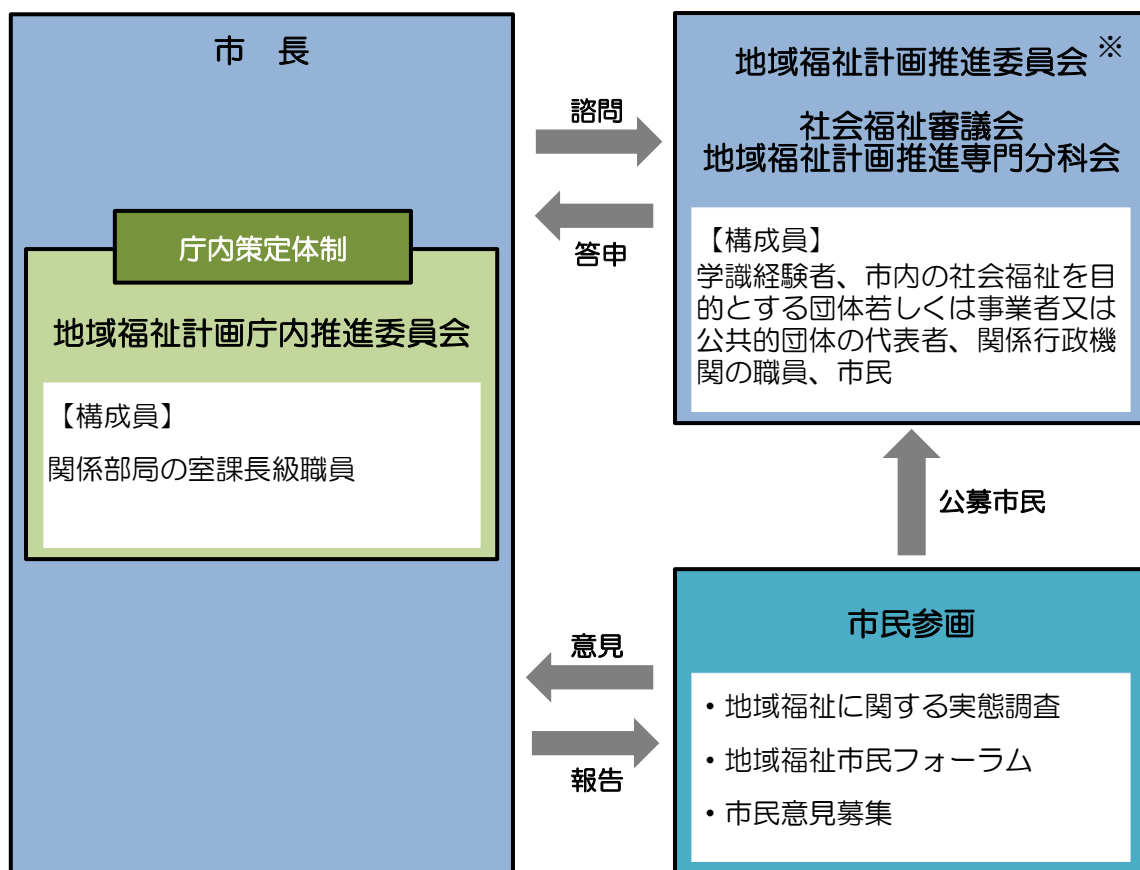 市　長
庁内策定体制
地域福祉計画庁内推進委員会
【構成員】
関係部局の室課長級職員
諮問
答申
地域福祉計画推進委員会※
社会福祉審議会
地域福祉計画推進専門分科会
【構成員】
学識経験者、市内の社会福祉を目
的とする団体若しくは事業者又は
公共的団体の代表者、関係行政機
関の職員、市民
公募市民
意見
報告
市民参画
・地域福祉に関する実態調査
・地域福祉市民フォーラム
・市民意見募集